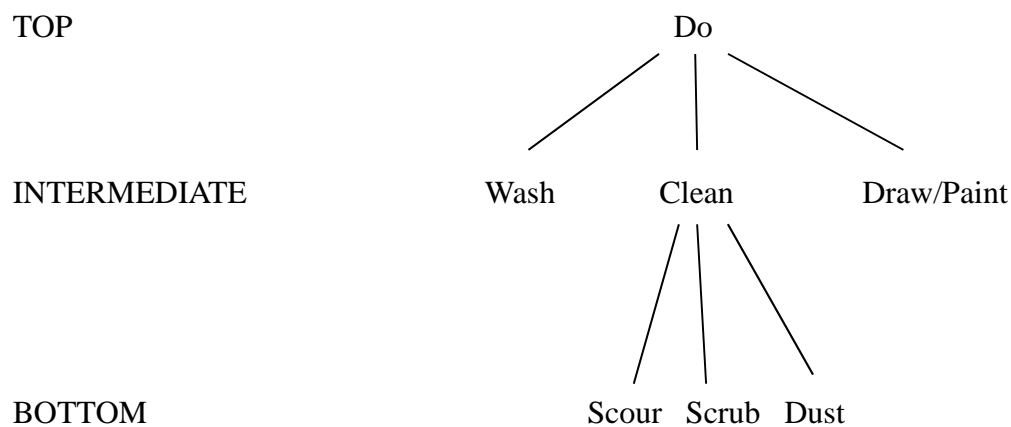 TOP Do
INTERMEDIATE Wash Clean Draw/Paint
BOTTOM Scour Scrub Dust